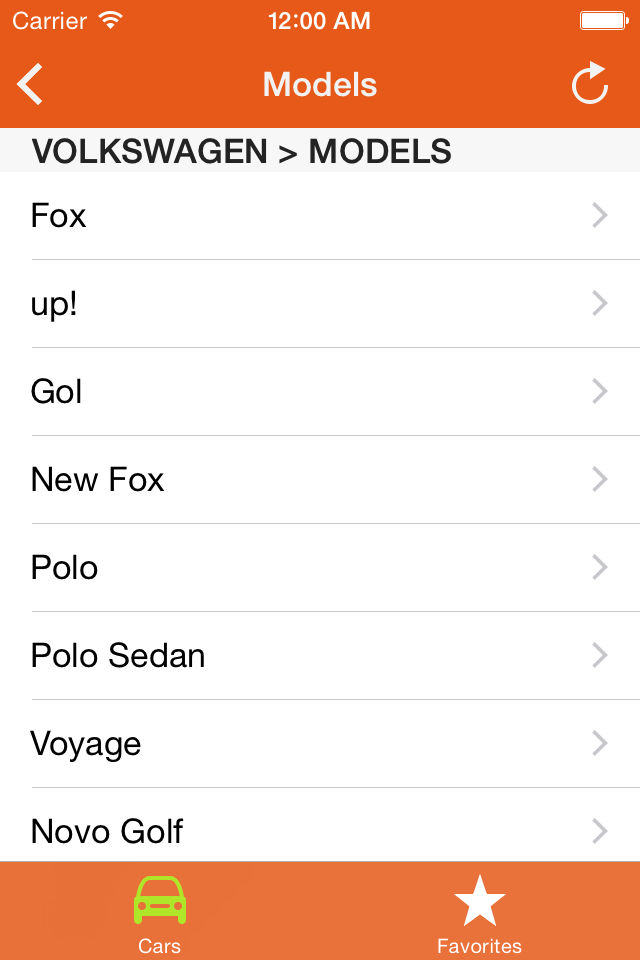 Carrier 12:00 AM
Models
VOLKSWAGEN > MODELS
Fox
up!
Gol
New Fox
Polo
Polo Sedan
Voyage
Novo Golf
Cars Favorites